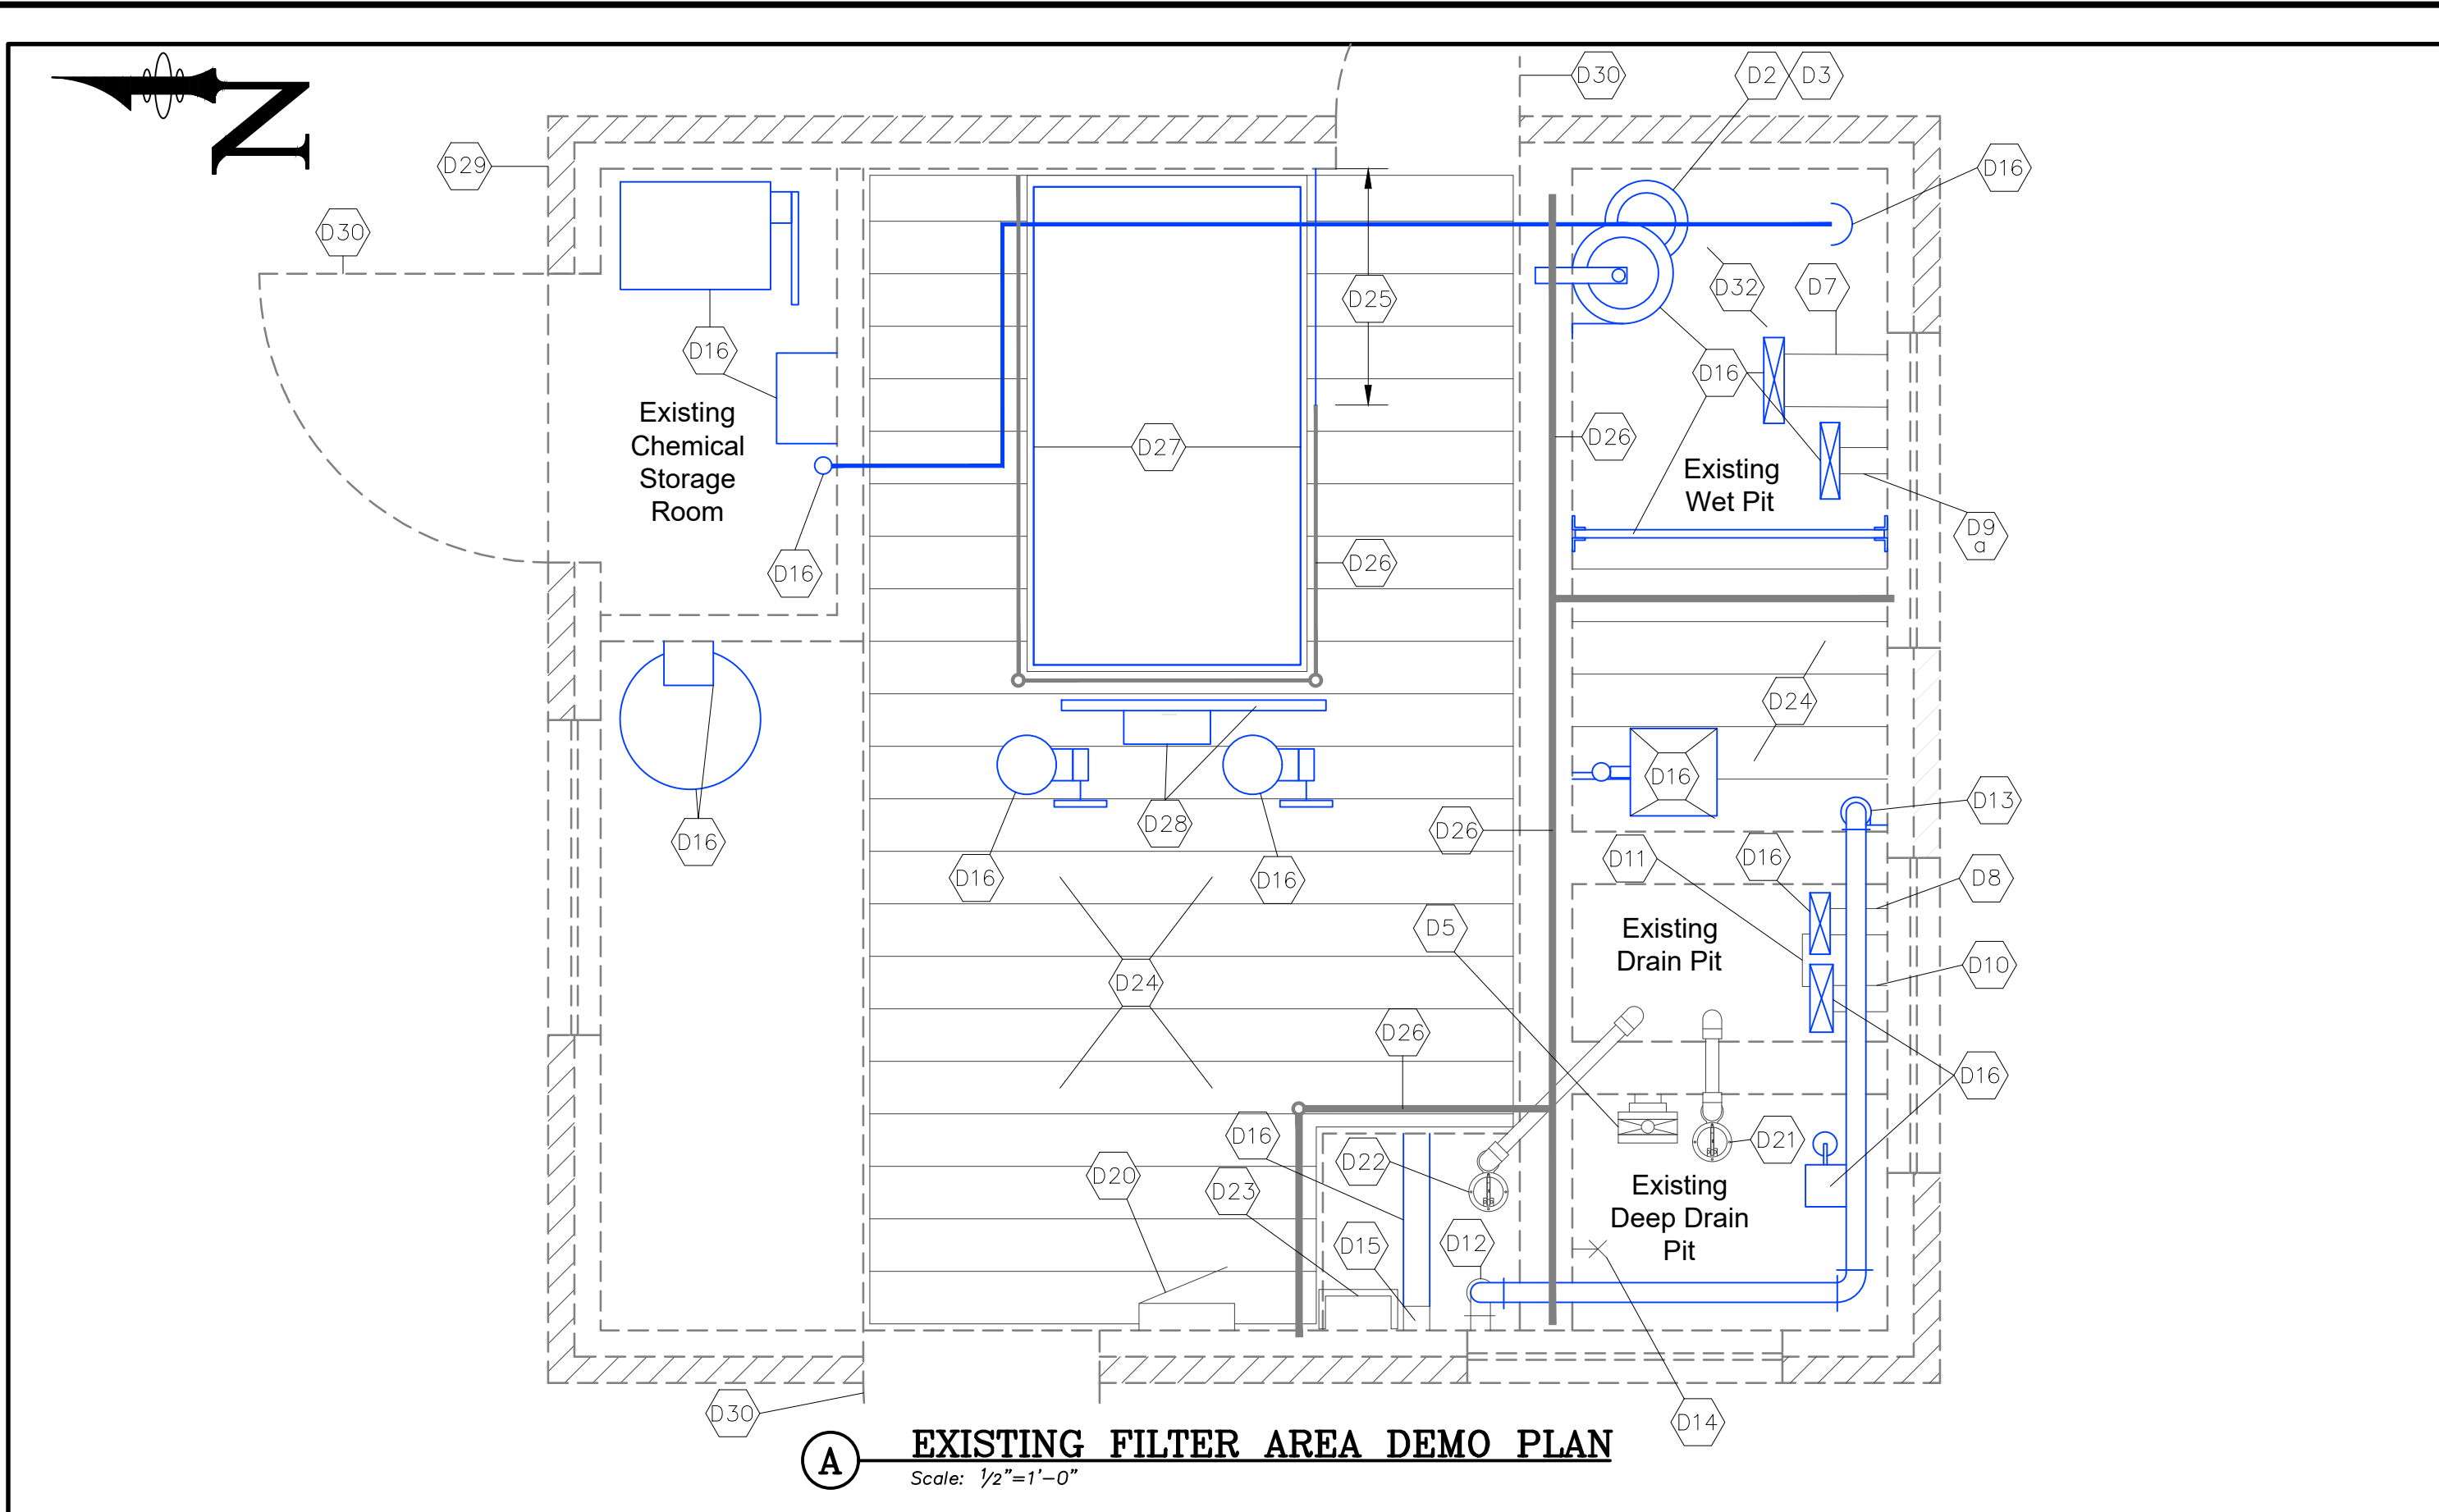 N
D30
D2 D3
D29
D16
D30
D25
D32
D7
D16
D16
Existing
Chemical
Storage
Room
D27
D26
Existing
Wet Pit
D9
a
D16
D26
D24
D16
D13
D16
D28
D26
D11
D16
D8
D16
D16
D5
Existing
Drain Pit
D10
D24
D26
D16
D16
D22
D21
D20
D23
Existing
Deep Drain
Pit
D15
D12
D30
D14
A
EXISTING FILTER AREA DEMO PLAN
Scale: 1/2"=1'-0"